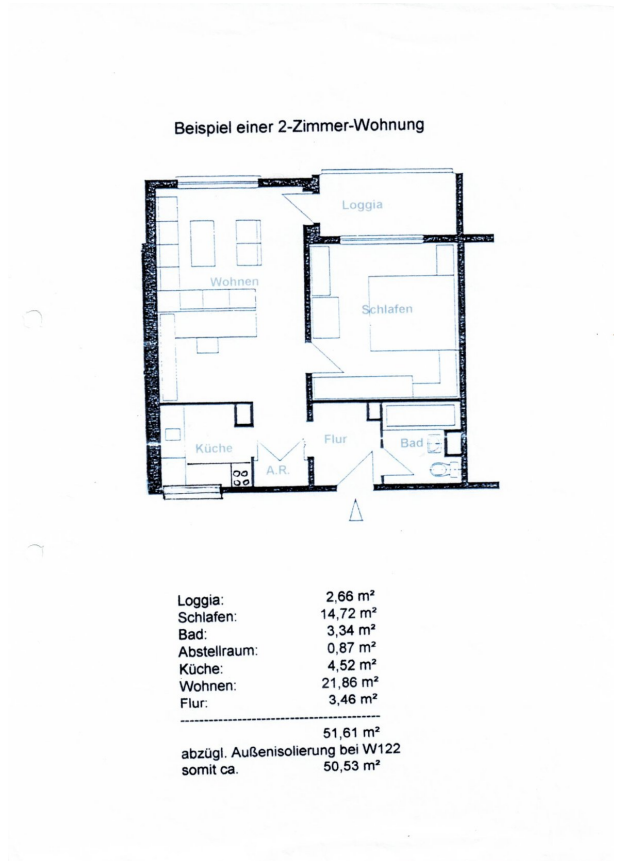 Beispiel einer 2-Zimmer-Wohnung
Loggia
Wohnen
Schlafen
Küche
Flur
Bad
A.R.
Loggia: 2,66 m²
Schlafen: 14,72 m²
Bad: 3,34 m²
Abstellraum: 0,87 m²
Küche: 4,52 m²
Wohnen: 21,86 m²
Flur: 3,46 m²
51,61 m²
abzügl. Außenisolierung bei W122
somit ca. 50,53 m²